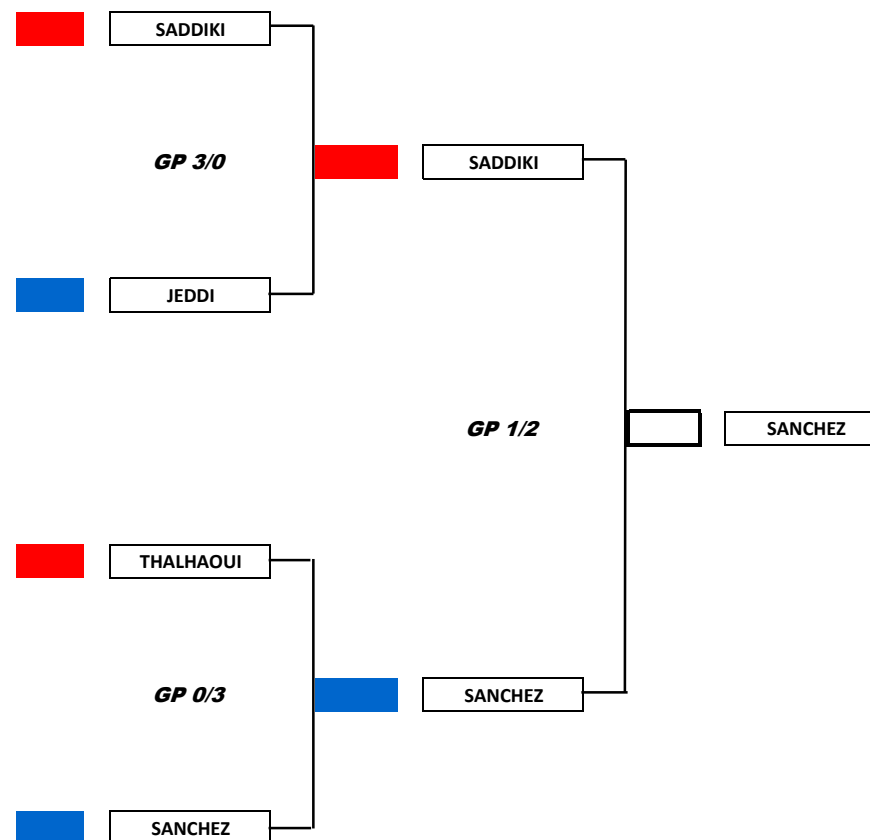 SADDIKI
GP 3/0
SADDIKI
JEDDI
GP 1/2
SANCHEZ
THALHAOUI
GP 0/3
SANCHEZ
SANCHEZ